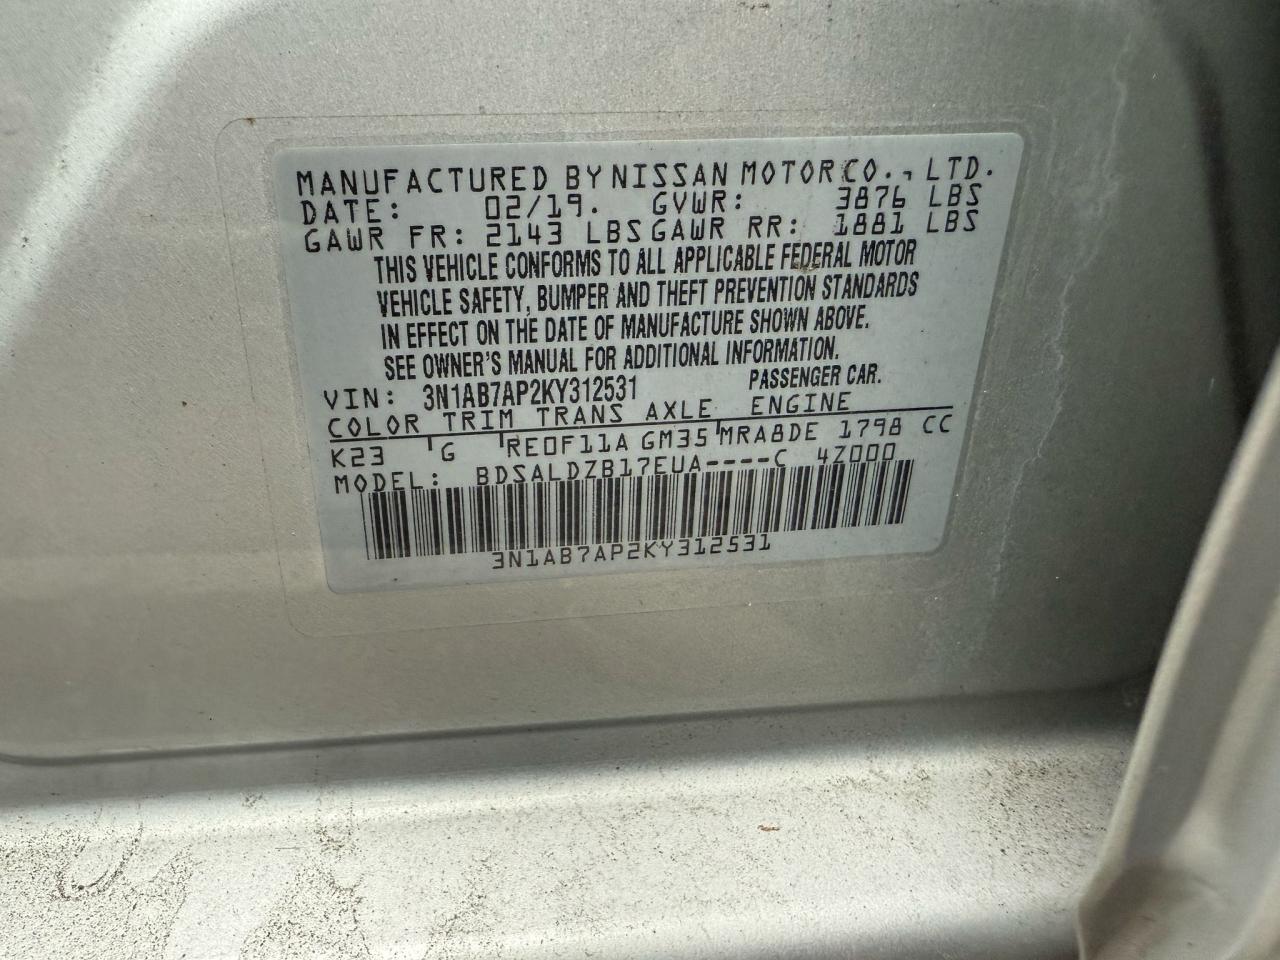 MANUFACTURED BY NISSAN MOTOR CO., LTD.
DATE: 02/19. GVWR: 3876 LBS
GAWR FR: 2143 LBS GAWR RR: 1881 LBS
THIS VEHICLE CONFORMS TO ALL APPLICABLE FEDERAL MOTOR
VEHICLE SAFETY, BUMPER AND THEFT PREVENTION STANDARDS
IN EFFECT ON THE DATE OF MANUFACTURE SHOWN ABOVE.
SEE OWNER'S MANUAL FOR ADDITIONAL INFORMATION.
VIN: 3N1AB7AP2KY312531 PASSENGER CAR.
COLOR TRIM TRANS AXLE ENGINE
K23 G RE0F11A GM35 MRA8DE 1798 CC
MODEL: BDSALDZB17EUA----C 4Z000
3N1AB7AP2KY312531